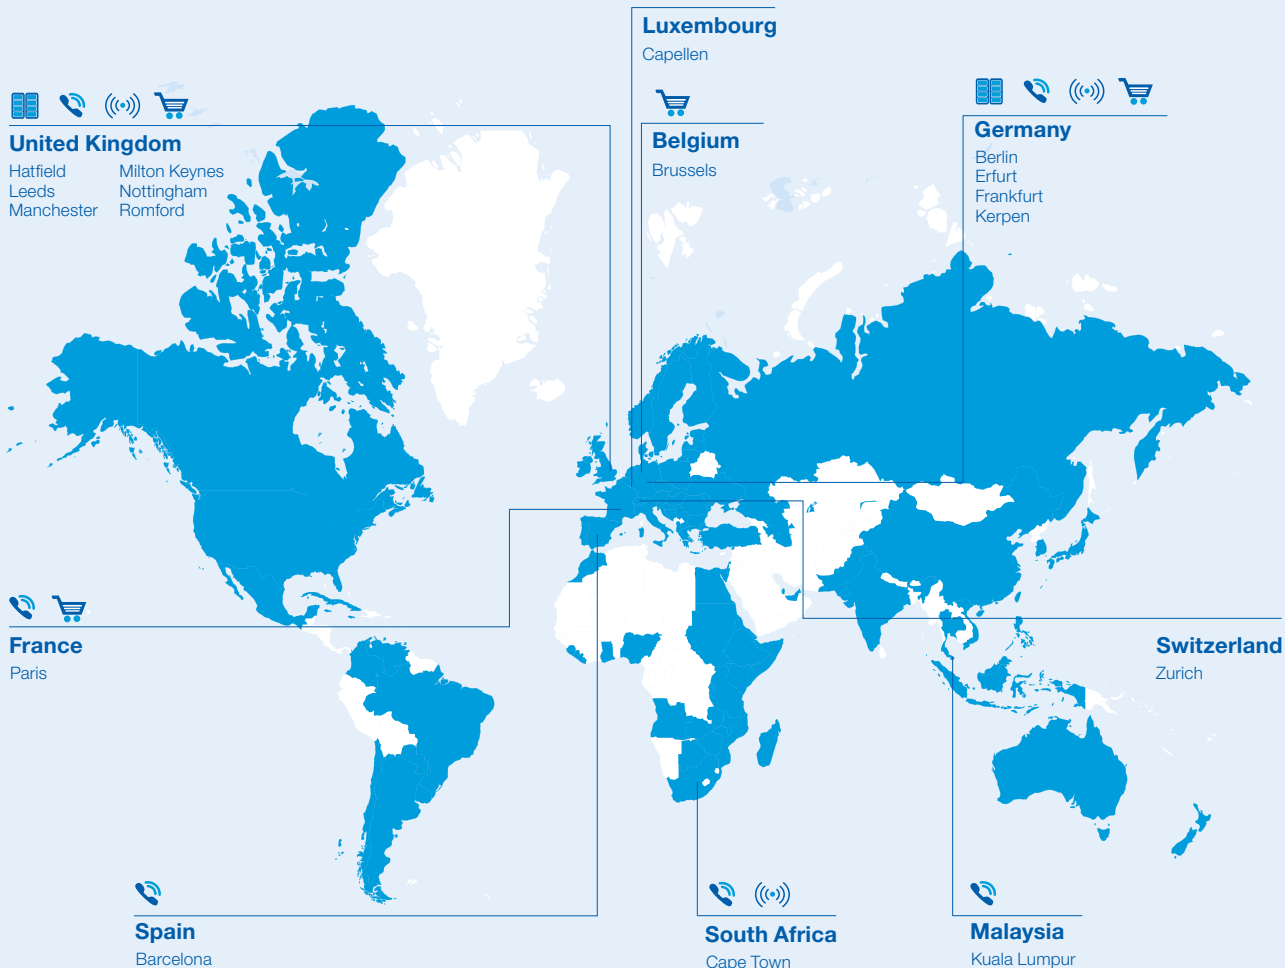 Luxembourg
Capellen
United Kingdom
Hatfield
Leeds
Manchester
Milton Keynes
Nottingham
Romford
Belgium
Brussels
Germany
Berlin
Erfurt
Frankfurt
Kerpen
France
Paris
Switzerland
Zurich
Spain
Barcelona
South Africa
Cape Town
Malaysia
Kuala Lumpur